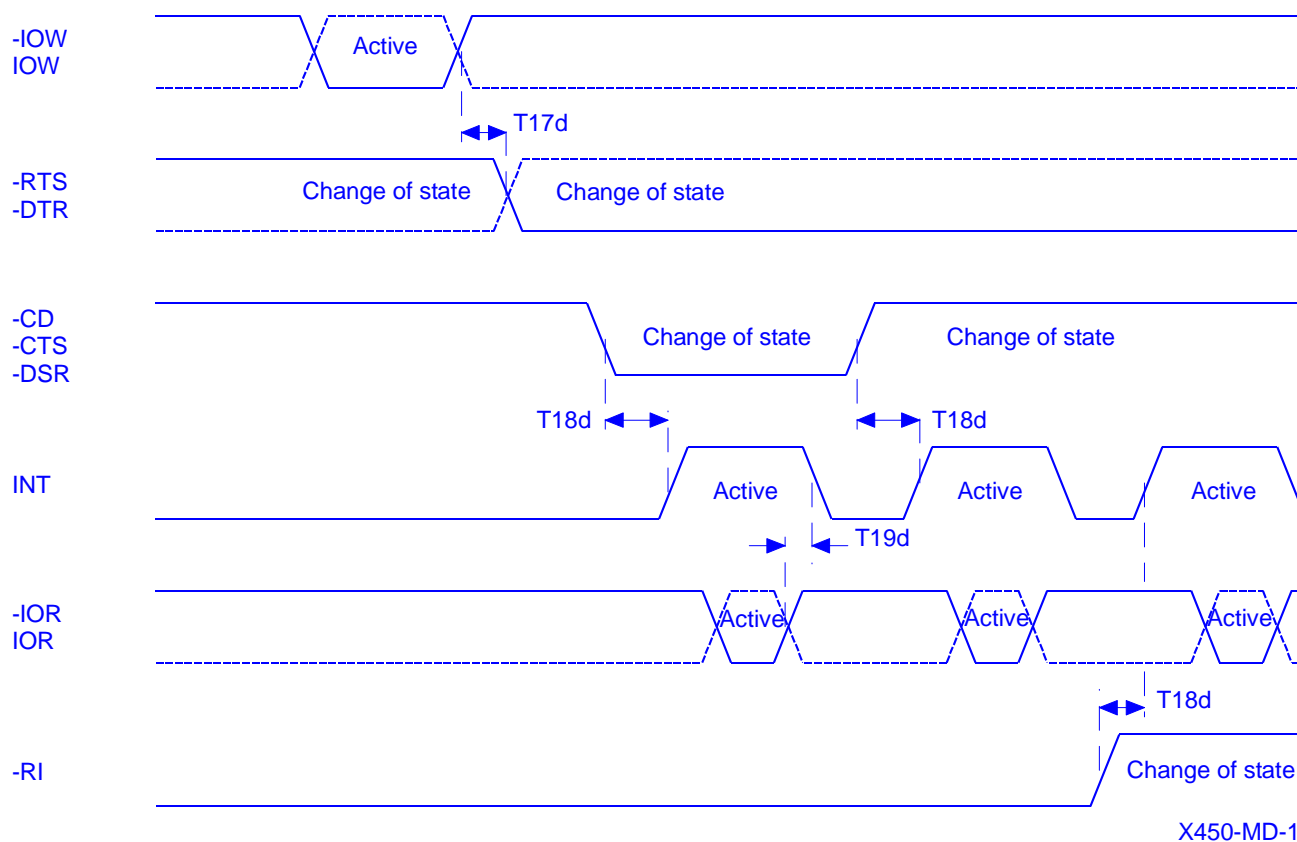 -IOW
IOW
Active
T17d
-RTS
-DTR
Change of state
Change of state
-CD
-CTS
-DSR
Change of state
Change of state
T18d
T18d
INT
Active
Active
Active
T19d
-IOR
IOR
Active
Active
Active
T18d
-RI
Change of state
X450-MD-1